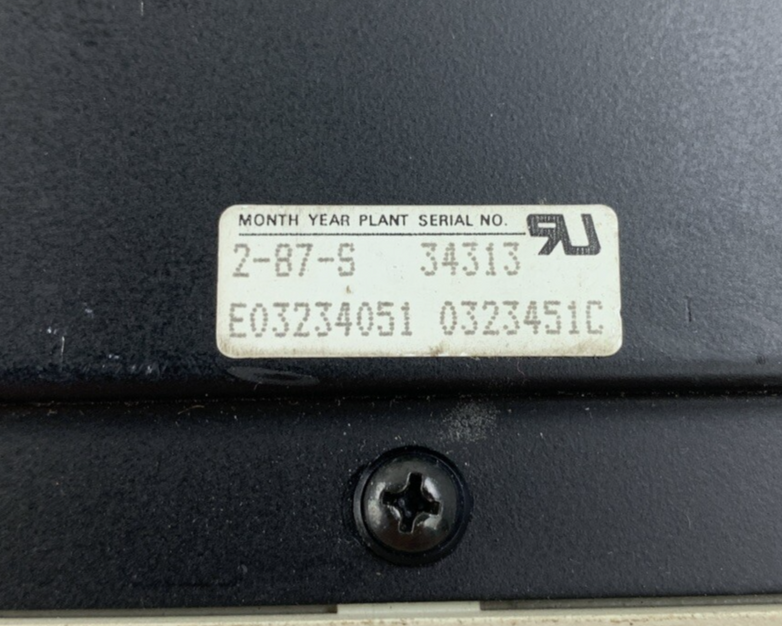 MONTH YEAR PLANT SERIAL NO.
2-87-S 34313
E03234051 0323451C